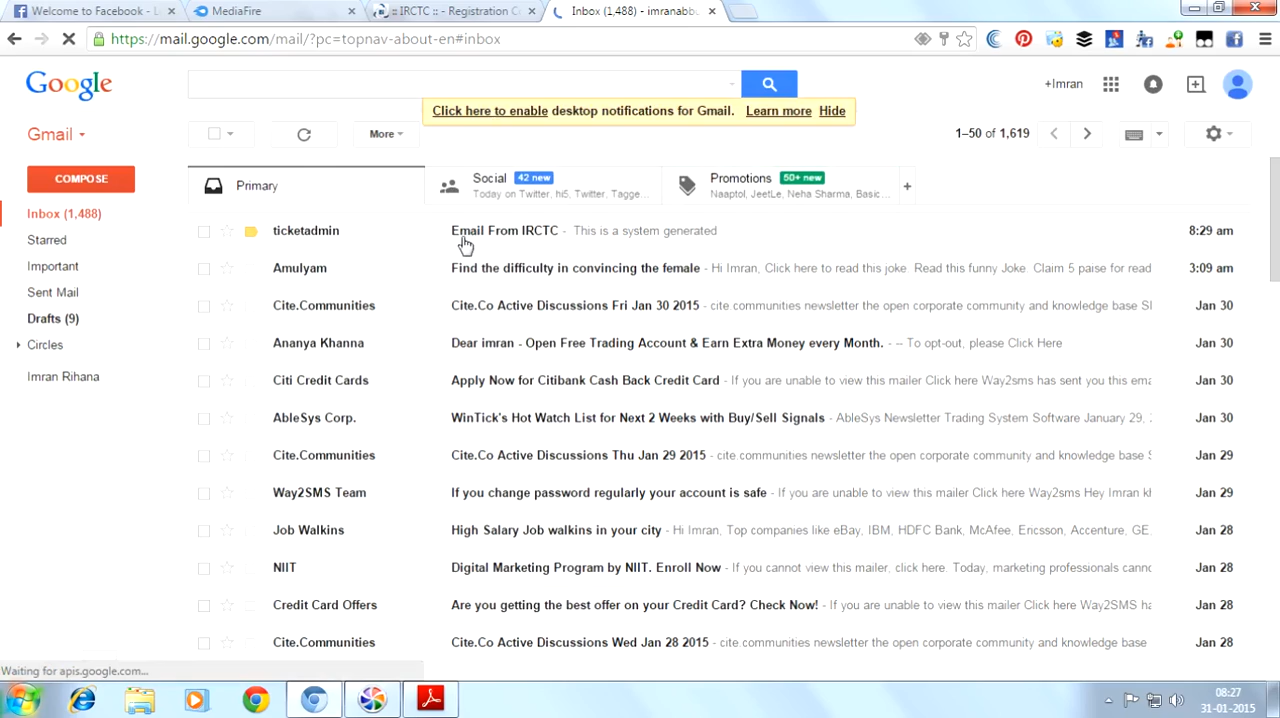 Welcome to Facebook - L
MediaFire
:: IRCTC :: - Registration C
Inbox (1,488) - imranabb
https://mail.google.com/mail/?pc=topnav-about-en#inbox
Google
+Imran
Click here to enable desktop notifications for Gmail. Learn more Hide
Gmail
More
1–50 of 1,619
COMPOSE
Primary
Social 42 new
Today on Twitter, hi5, Twitter, Tagge...
Promotions 50+ new
Naaptol, JeetLe, Neha Sharma, Basic...
+
Inbox (1,488)
Starred
Important
Sent Mail
Drafts (9)
Circles
Imran Rihana
ticketadmin Email From IRCTC - This is a system generated 8:29 am
Amulyam Find the difficulty in convincing the female - Hi Imran, Click here to read this joke. Read this funny Joke. Claim 5 paise for read 3:09 am
Cite.Communities Cite.Co Active Discussions Fri Jan 30 2015 - cite communities newsletter the open corporate community and knowledge base Jan 30
Ananya Khanna Dear imran - Open Free Trading Account & Earn Extra Money every Month. - -- To opt-out, please Click Here Jan 30
Citi Credit Cards Apply Now for Citibank Cash Back Credit Card - If you are unable to view this mailer Click here Way2sms has sent you this ema Jan 30
AbleSys Corp. WinTick's Hot Watch List for Next 2 Weeks with Buy/Sell Signals - AbleSys Newsletter Trading System Software January 29, Jan 30
Cite.Communities Cite.Co Active Discussions Thu Jan 29 2015 - cite.communities newsletter the open corporate community and knowledge base Jan 29
Way2SMS Team If you change password regularly your account is safe - If you are unable to view this mailer Click here Way2sms Hey Imran kh Jan 29
Job Walkins High Salary Job walkins in your city - Hi Imran, Top companies like eBay, IBM, HDFC Bank, McAfee, Ericsson, Accenture, GE, Jan 28
NIIT Digital Marketing Program by NIIT. Enroll Now - If you cannot view this mailer, click here. Today, marketing professionals canno Jan 28
Credit Card Offers Are you getting the best offer on your Credit Card? Check Now! - If you are unable to view this mailer Click here Way2SMS ha Jan 28
Cite.Communities Cite.Co Active Discussions Wed Jan 28 2015 - cite.communities newsletter the open corporate community and knowledge base Jan 28
Waiting for apis.google.com...
08:27
31-01-2015